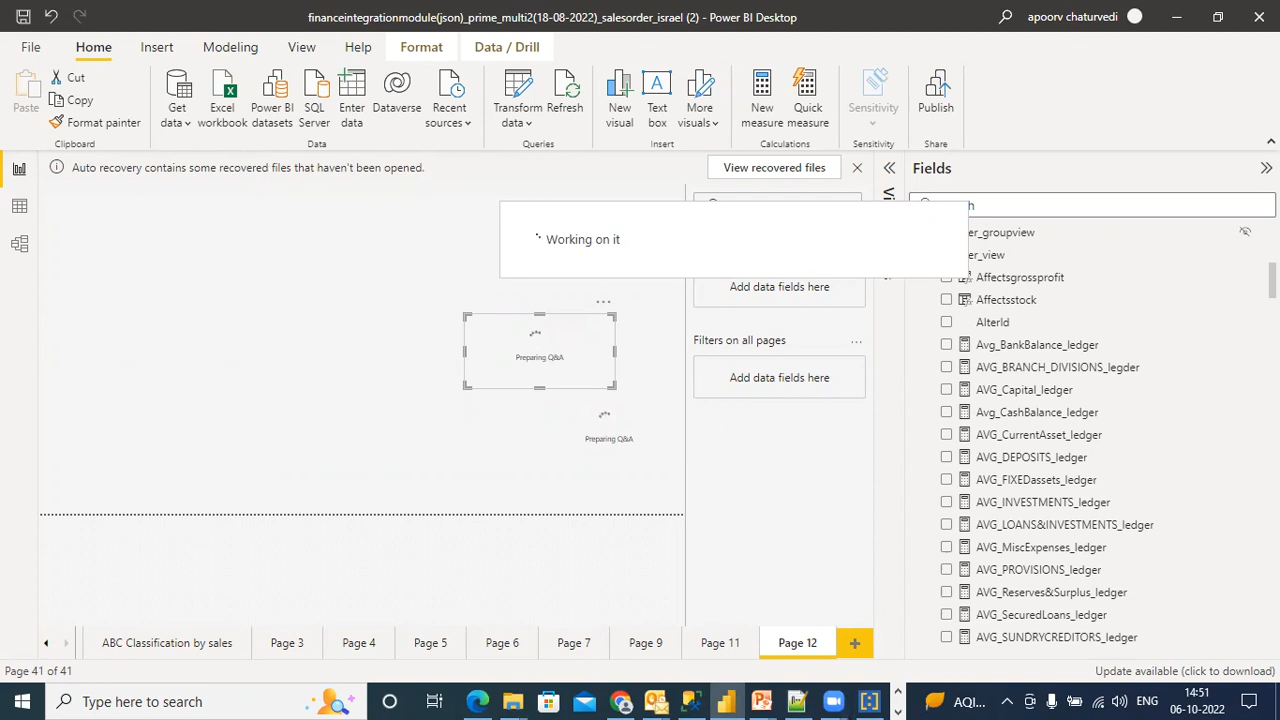 financeintegrationmodule(json)_prime_multi2(18-08-2022)_salesorder_israel (2) - Power BI Desktop
apoorv chaturvedi
File Home Insert Modeling View Help Format Data / Drill
Paste
Cut
Copy
Format painter
Clipboard
Get data
Excel workbook
Power BI datasets
SQL Server
Enter data
Dataverse
Recent sources
Data
Transform data
Refresh
Queries
New visual
Text box
More visuals
Insert
New measure
Quick measure
Calculations
Sensitivity
Sensitivity
Publish
Share
Auto recovery contains some recovered files that haven't been opened.
View recovered files
Fields
Working on it
Preparing Q&A
Preparing Q&A
Add data fields here
Filters on all pages
...
Add data fields here
er_groupview
er_view
Affectsgrossprofit
Affectsstock
AlterId
Avg_BankBalance_ledger
AVG_BRANCH_DIVISIONS_legder
AVG_Capital_ledger
Avg_CashBalance_ledger
AVG_CurrentAsset_ledger
AVG_DEPOSITS_ledger
AVG_FIXEDassets_ledger
AVG_INVESTMENTS_ledger
AVG_LOANS&INVESTMENTS_ledger
AVG_MiscExpenses_ledger
AVG_PROVISIONS_ledger
AVG_Reserves&Surplus_ledger
AVG_SecuredLoans_ledger
AVG_SUNDRYCREDITORS_ledger
ABC Classification by sales Page 3 Page 4 Page 5 Page 6 Page 7 Page 9 Page 11 Page 12
Page 41 of 41
Update available (click to download)
Type here to search
AQI...
ENG
14:51
06-10-2022